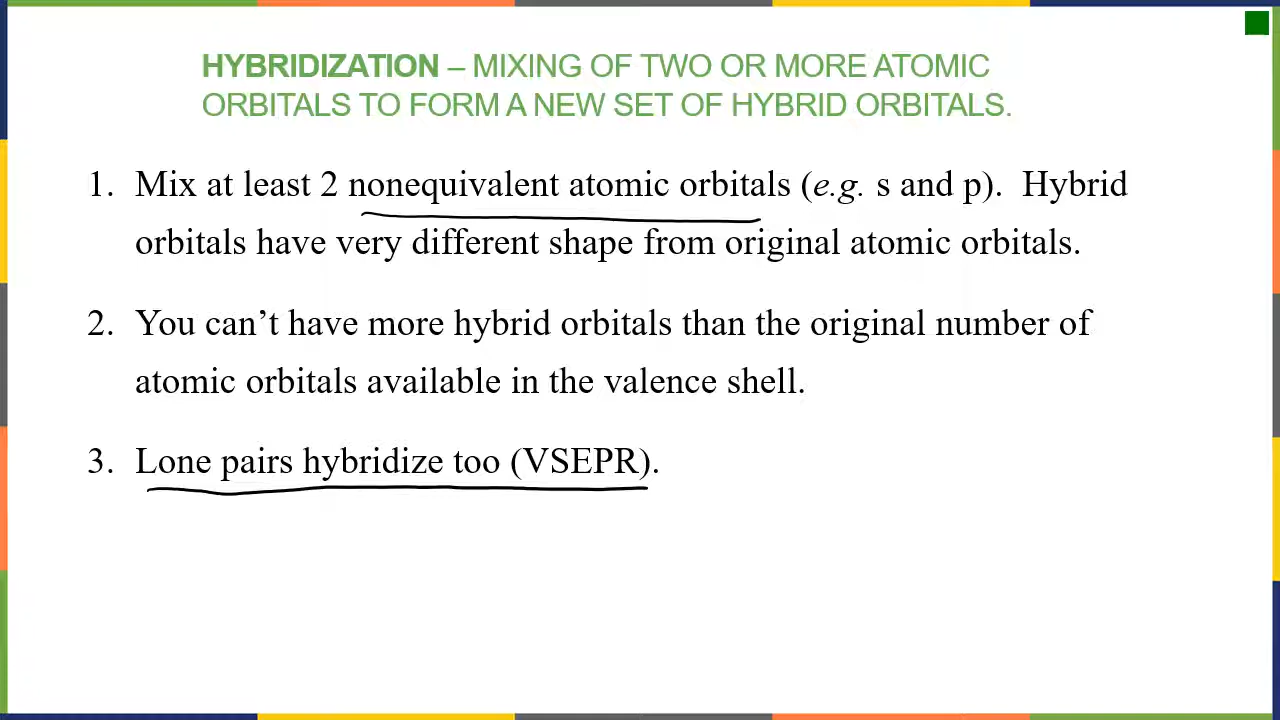 HYBRIDIZATION – MIXING OF TWO OR MORE ATOMIC
ORBITALS TO FORM A NEW SET OF HYBRID ORBITALS.
1. Mix at least 2 nonequivalent atomic orbitals (e.g. s and p). Hybrid
orbitals have very different shape from original atomic orbitals.
2. You can’t have more hybrid orbitals than the original number of
atomic orbitals available in the valence shell.
3. Lone pairs hybridize too (VSEPR).